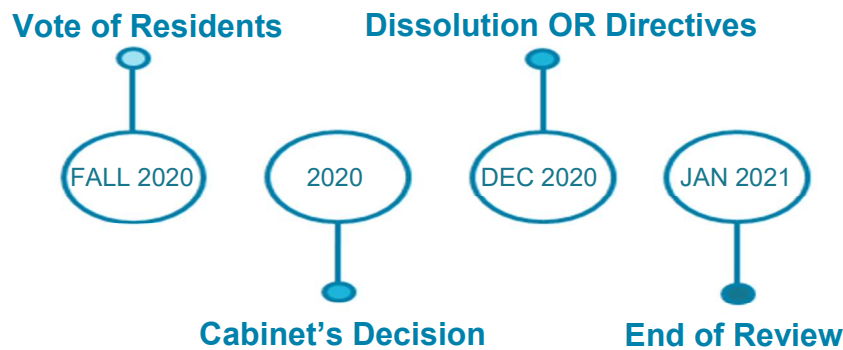 Vote of Residents
Dissolution OR Directives
FALL 2020
2020
DEC 2020
JAN 2021
Cabinet’s Decision
End of Review